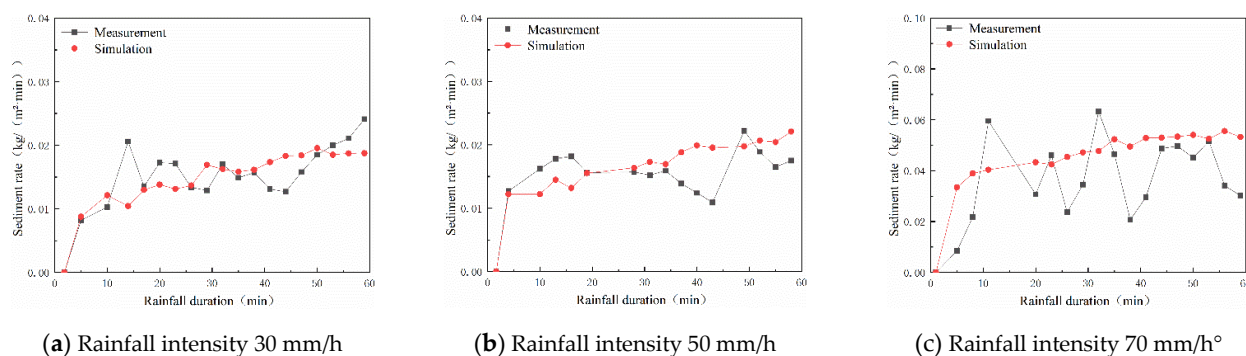 0.04
0.03
0.02
0.01
0.00
Sediment rate (kg/（m²·min））
Measurement
Simulation
0 10 20 30 40 50 60
Rainfall duration（min）
(a) Rainfall intensity 30 mm/h
0.04
0.03
0.02
0.01
0.00
Sediment rate (kg/（m²·min））
Measurement
Simulation
0 10 20 30 40 50 60
Rainfall duration（min）
(b) Rainfall intensity 50 mm/h
0.10
0.08
0.06
0.04
0.02
0.00
Sediment rate (kg/（m²·min））
Measurement
Simulation
0 10 20 30 40 50 60
Rainfall duration（min）
(c) Rainfall intensity 70 mm/h°